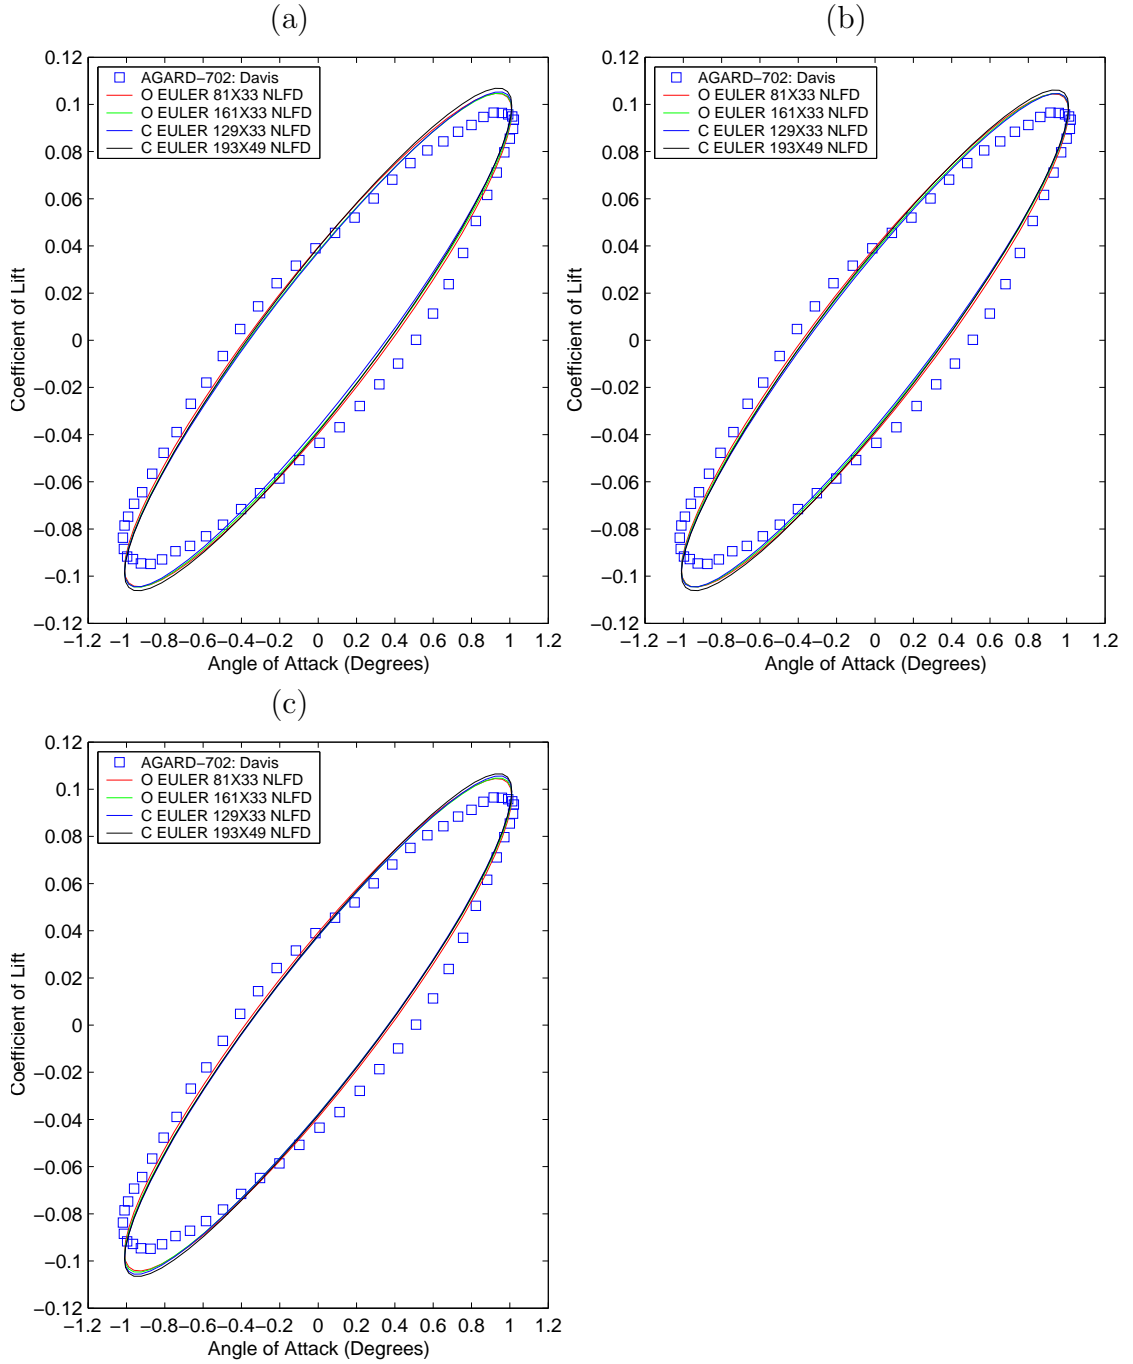 (a)
0.12
0.1
0.08
0.06
0.04
0.02
0
−0.02
−0.04
−0.06
−0.08
−0.1
−0.12
Coefficient of Lift
AGARD−702: Davis
O EULER 81X33 NLFD
O EULER 161X33 NLFD
C EULER 129X33 NLFD
C EULER 193X49 NLFD
−1.2 −1 −0.8 −0.6 −0.4 −0.2 0 0.2 0.4 0.6 0.8 1 1.2
Angle of Attack (Degrees)
(b)
0.12
0.1
0.08
0.06
0.04
0.02
0
−0.02
−0.04
−0.06
−0.08
−0.1
−0.12
Coefficient of Lift
AGARD−702: Davis
O EULER 81X33 NLFD
O EULER 161X33 NLFD
C EULER 129X33 NLFD
C EULER 193X49 NLFD
−1.2 −1 −0.8 −0.6 −0.4 −0.2 0 0.2 0.4 0.6 0.8 1 1.2
Angle of Attack (Degrees)
(c)
0.12
0.1
0.08
0.06
0.04
0.02
0
−0.02
−0.04
−0.06
−0.08
−0.1
−0.12
Coefficient of Lift
AGARD−702: Davis
O EULER 81X33 NLFD
O EULER 161X33 NLFD
C EULER 129X33 NLFD
C EULER 193X49 NLFD
−1.2 −1 −0.8 −0.6 −0.4 −0.2 0 0.2 0.4 0.6 0.8 1 1.2
Angle of Attack (Degrees)